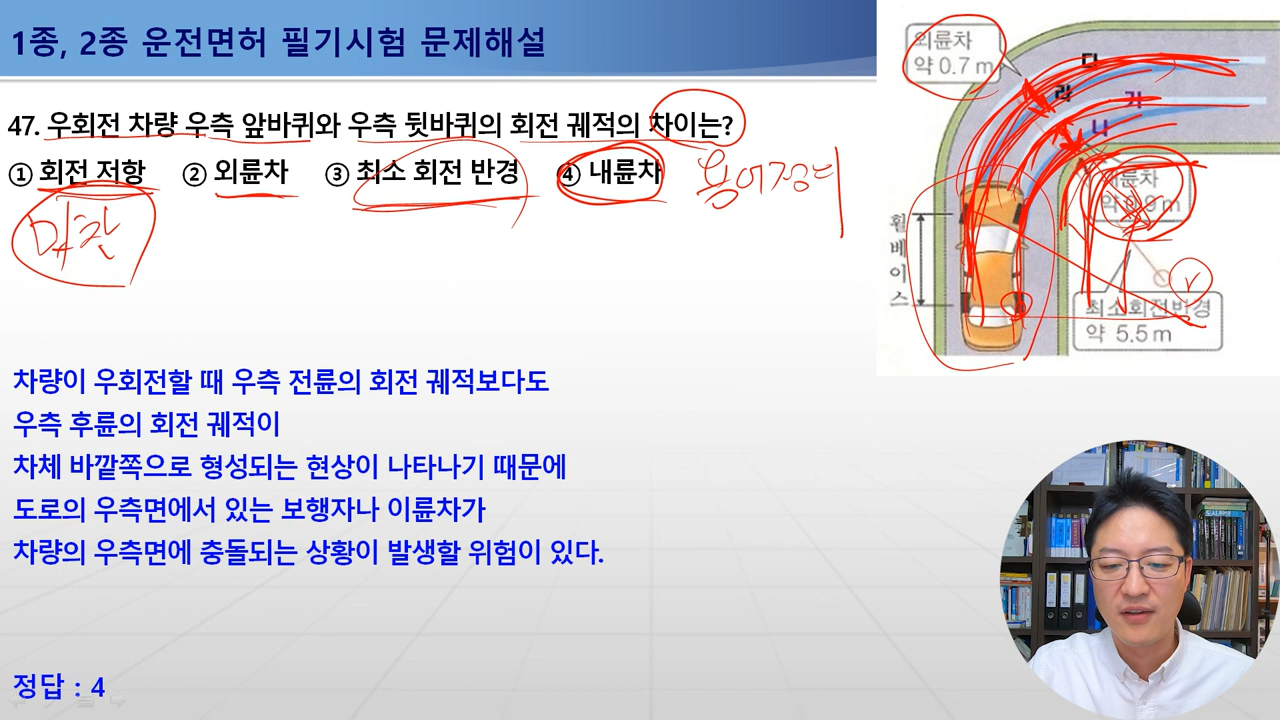 1종, 2종 운전면허 필기시험 문제해설
47. 우회전 차량 우측 앞바퀴와 우측 뒷바퀴의 회전 궤적의 차이는?
① 회전 저항 ② 외륜차 ③ 최소 회전 반경 ④ 내륜차
용어정리
마찰
차량이 우회전할 때 우측 전륜의 회전 궤적보다도
우측 후륜의 회전 궤적이
차체 바깥쪽으로 형성되는 현상이 나타나기 때문에
도로의 우측면에서 있는 보행자나 이륜차가
차량의 우측면에 충돌되는 상황이 발생할 위험이 있다.
정답 : 4
외륜차
약 0.7 m
다
라
가
나
륜차
약 m
휠베이스
최소회전반경
약 5.5 m
r